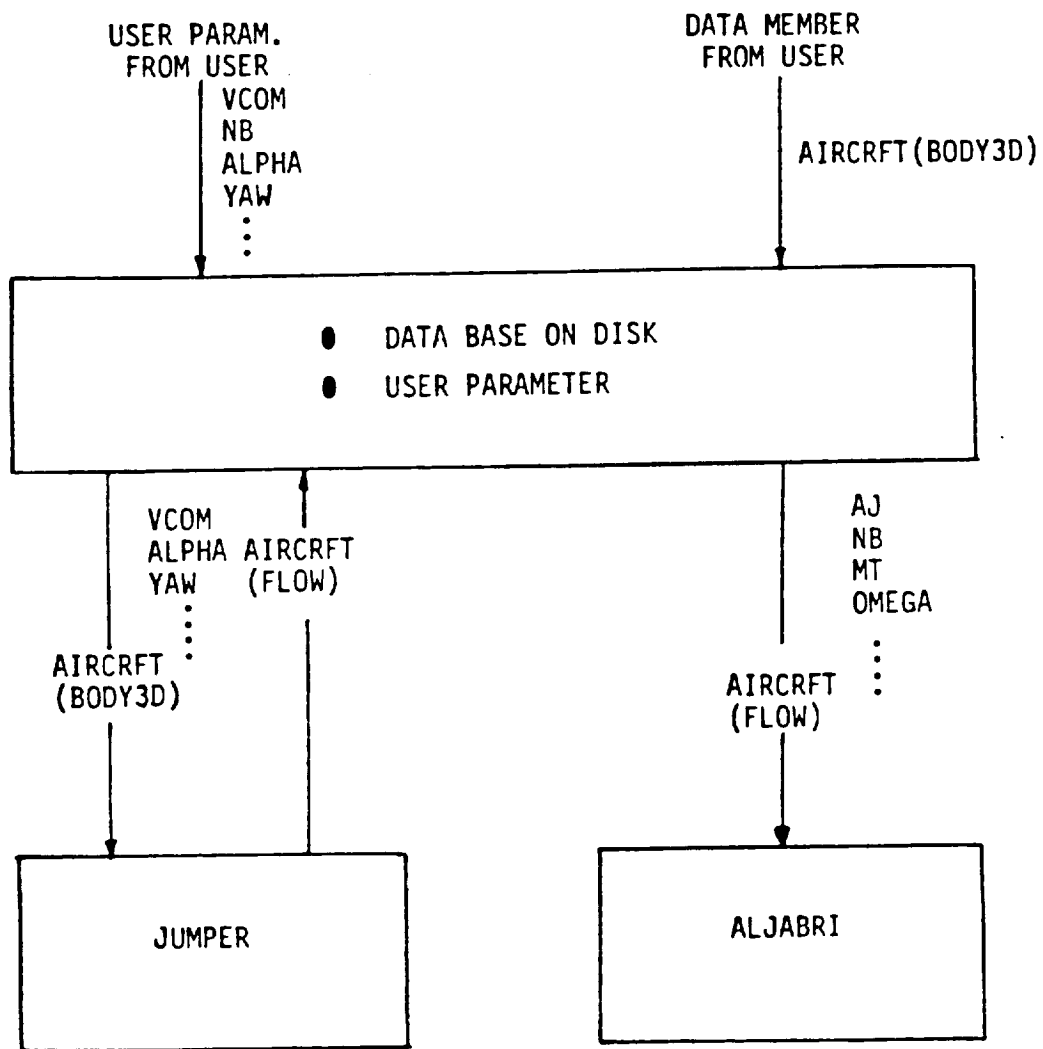 USER PARAM.
FROM USER
VCOM
NB
ALPHA
YAW
DATA MEMBER
FROM USER
AIRCRFT(BODY3D)
DATA BASE ON DISK
USER PARAMETER
VCOM
ALPHA
YAW
AIRCRFT
(FLOW)
AIRCRFT
(BODY3D)
AJ
NB
MT
OMEGA
AIRCRFT
(FLOW)
JUMPER
ALJABRI